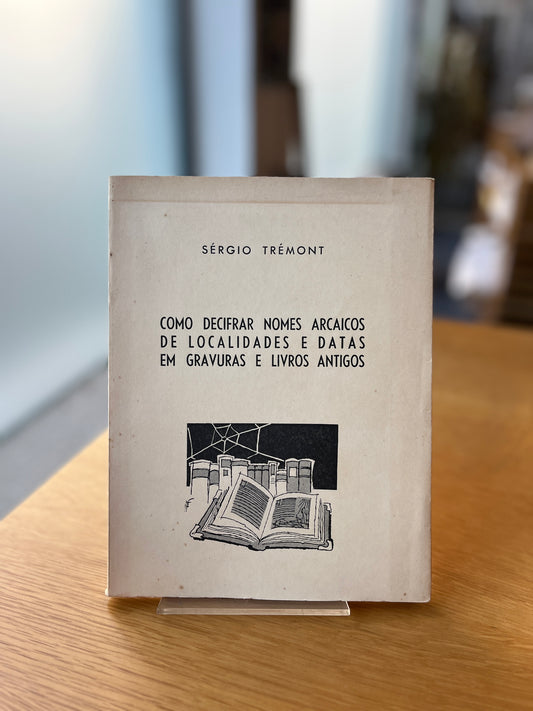 SÉRGIO TRÉMONT
COMO DECIFRAR NOMES ARCAICOS
DE LOCALIDADES E DATAS
EM GRAVURAS E LIVROS ANTIGOS